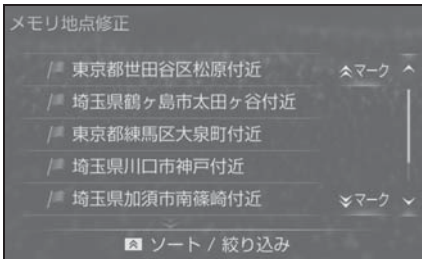 メモリ地点修正
東京都世田谷区松原付近
マーク
埼玉県鶴ヶ島市太田ヶ谷付近
東京都練馬区大泉町付近
埼玉県川口市神戸付近
埼玉県加須市南篠崎付近
マーク
ソート / 絞り込み